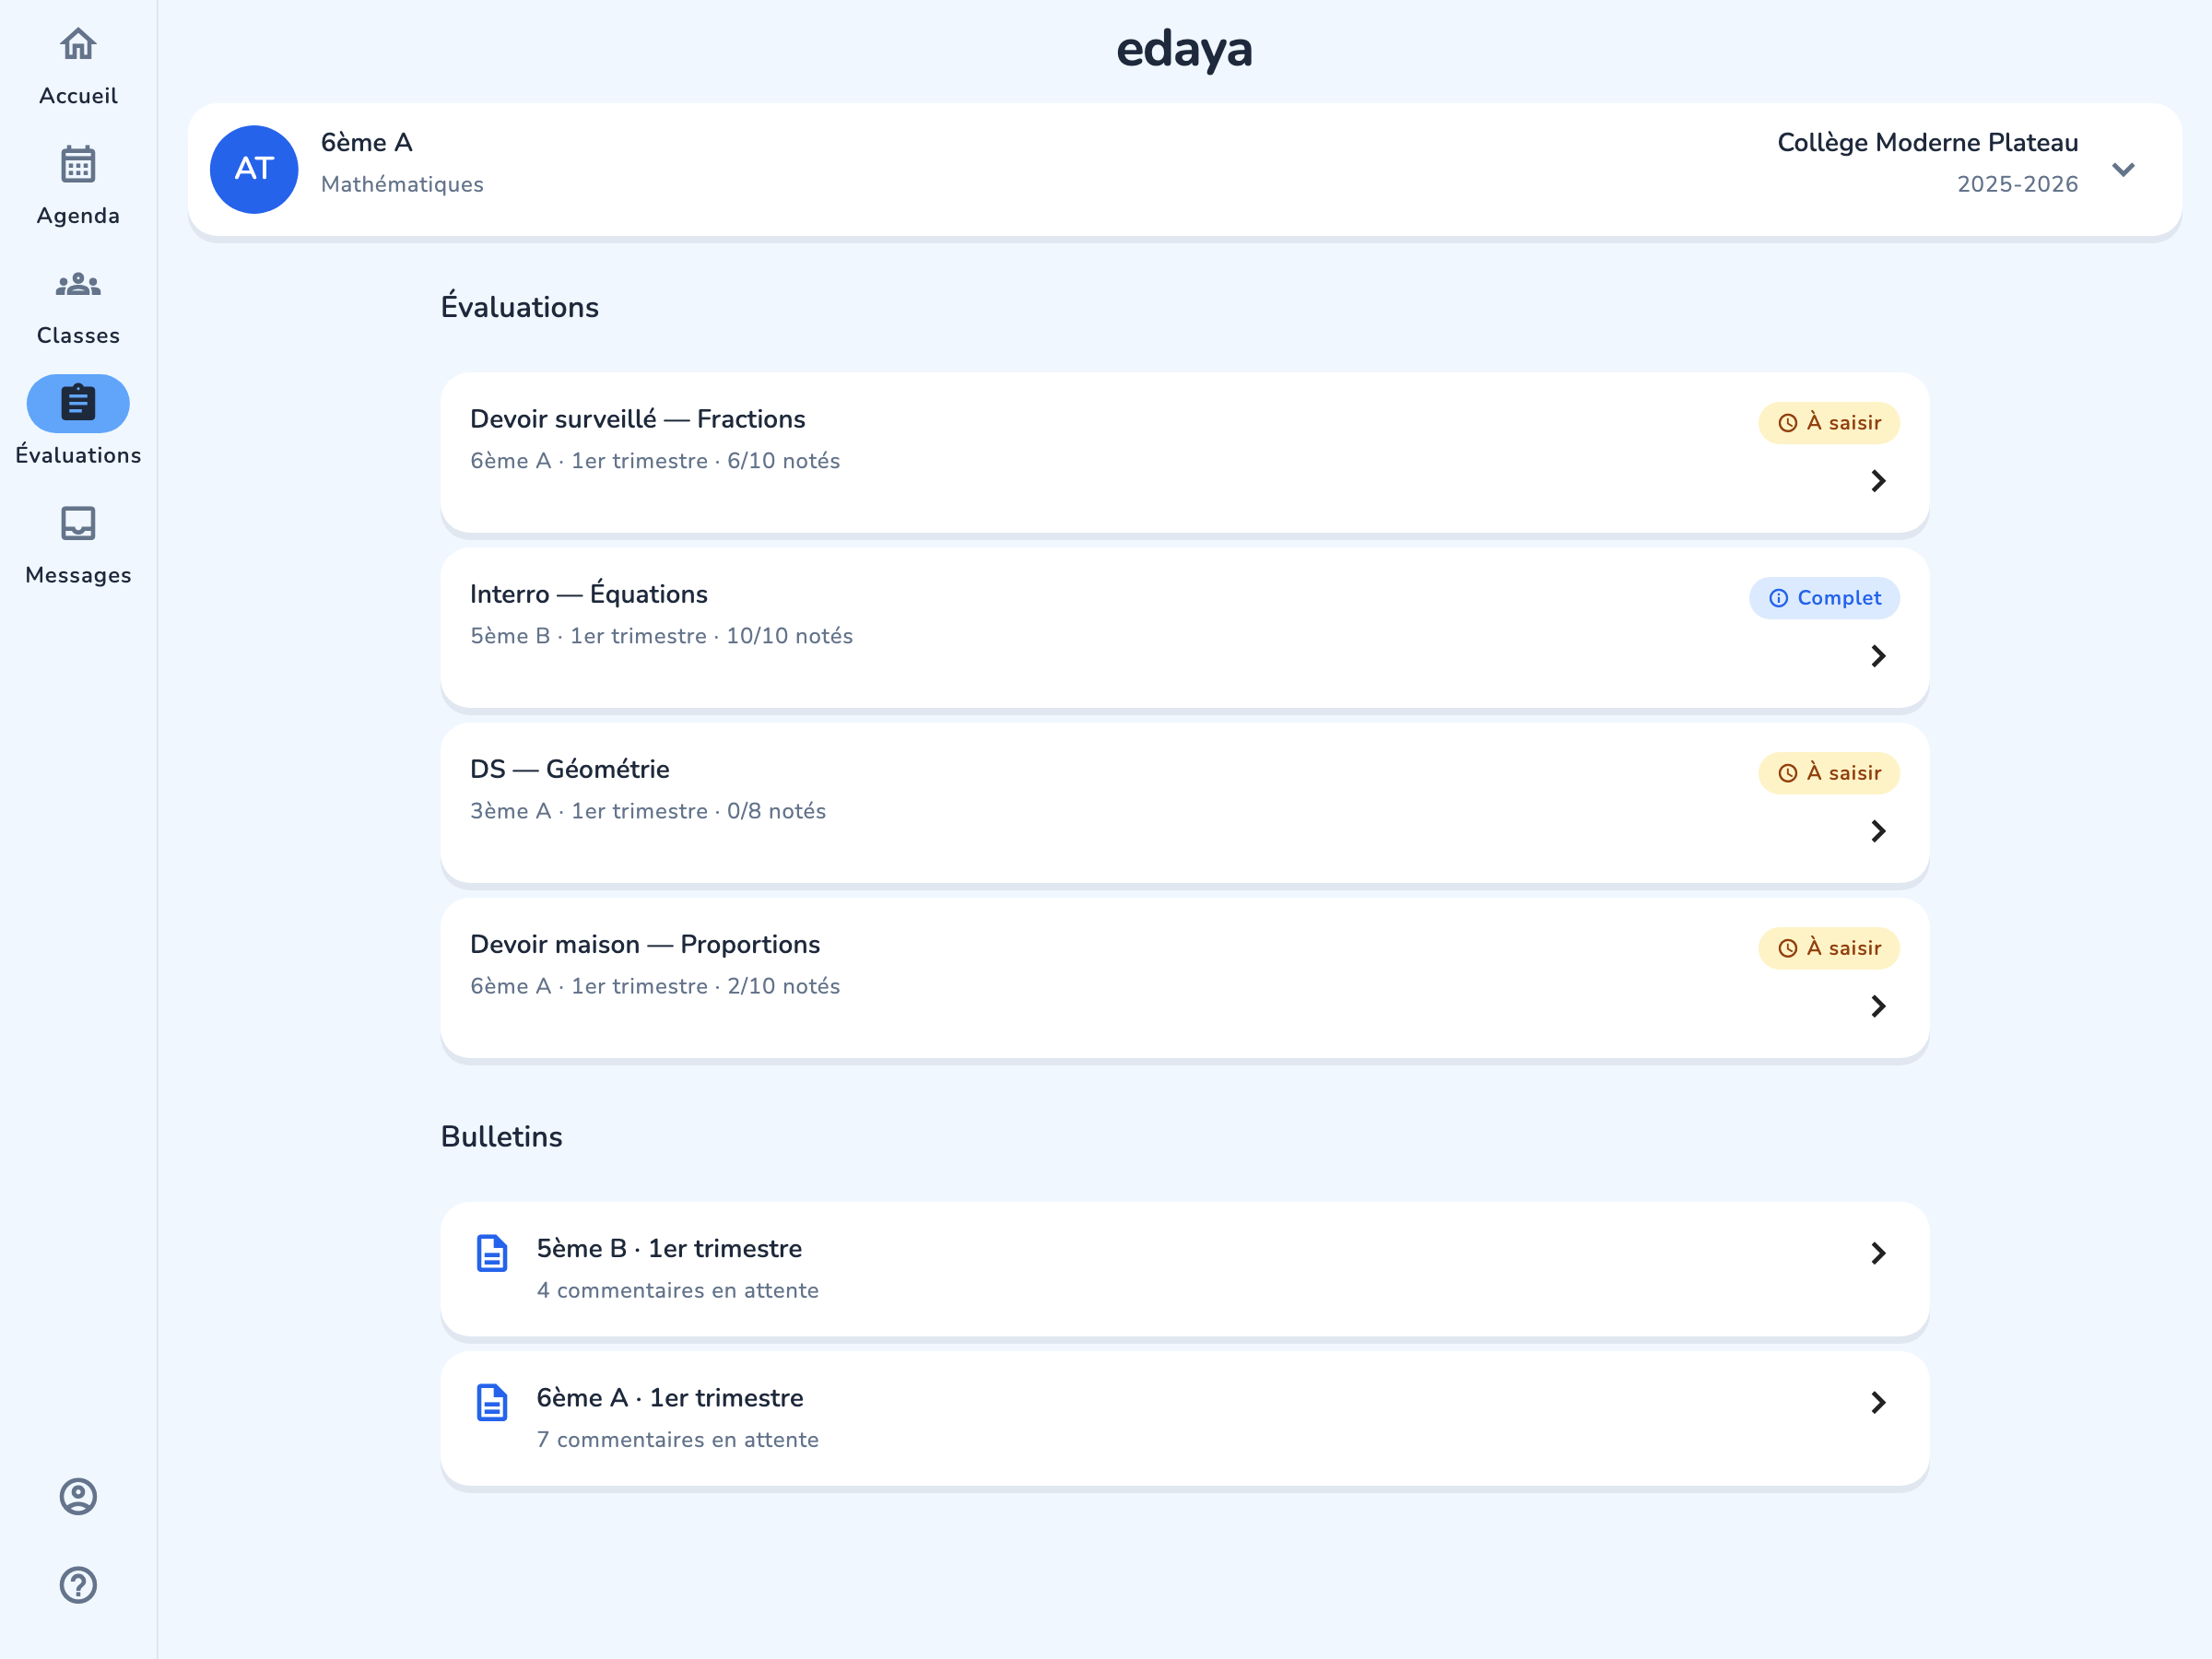 edaya
Accueil
Agenda
Classes
Évaluations
Messages
AT
6ème A
Mathématiques
Collège Moderne Plateau
2025-2026
Évaluations
Devoir surveillé — Fractions
6ème A · 1er trimestre · 6/10 notés
À saisir
Interro — Équations
5ème B · 1er trimestre · 10/10 notés
Complet
DS — Géométrie
3ème A · 1er trimestre · 0/8 notés
À saisir
Devoir maison — Proportions
6ème A · 1er trimestre · 2/10 notés
À saisir
Bulletins
5ème B · 1er trimestre
4 commentaires en attente
6ème A · 1er trimestre
7 commentaires en attente